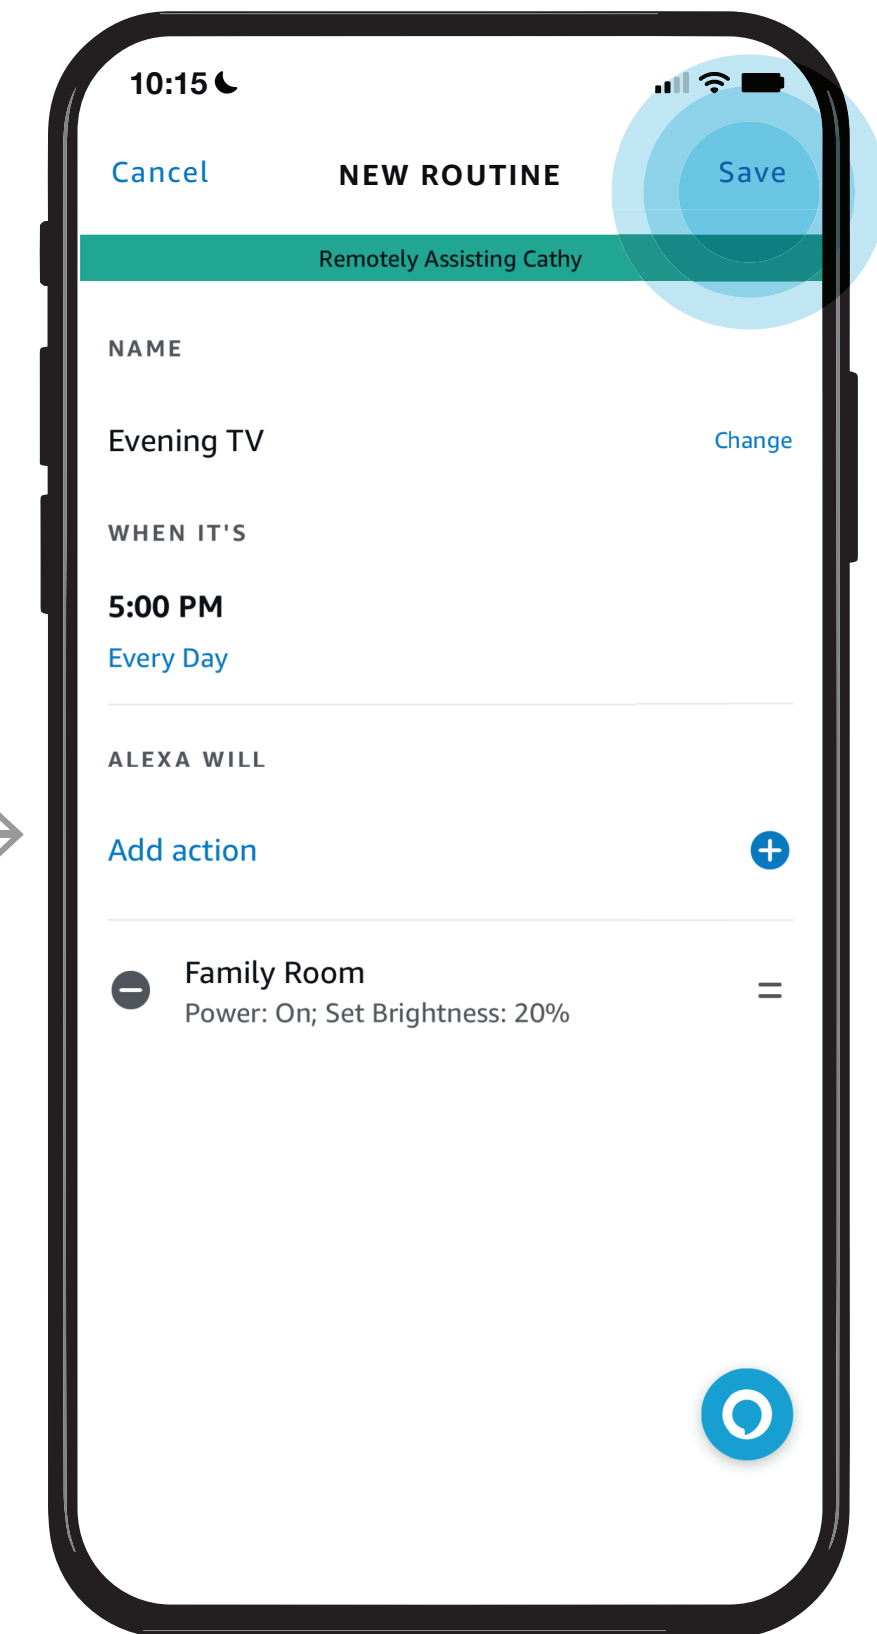 10:15
Cancel NEW ROUTINE Save
Remotely Assisting Cathy
NAME
Evening TV Change
WHEN IT'S
5:00 PM
Every Day
ALEXA WILL
Add action
Family Room
Power: On; Set Brightness: 20%